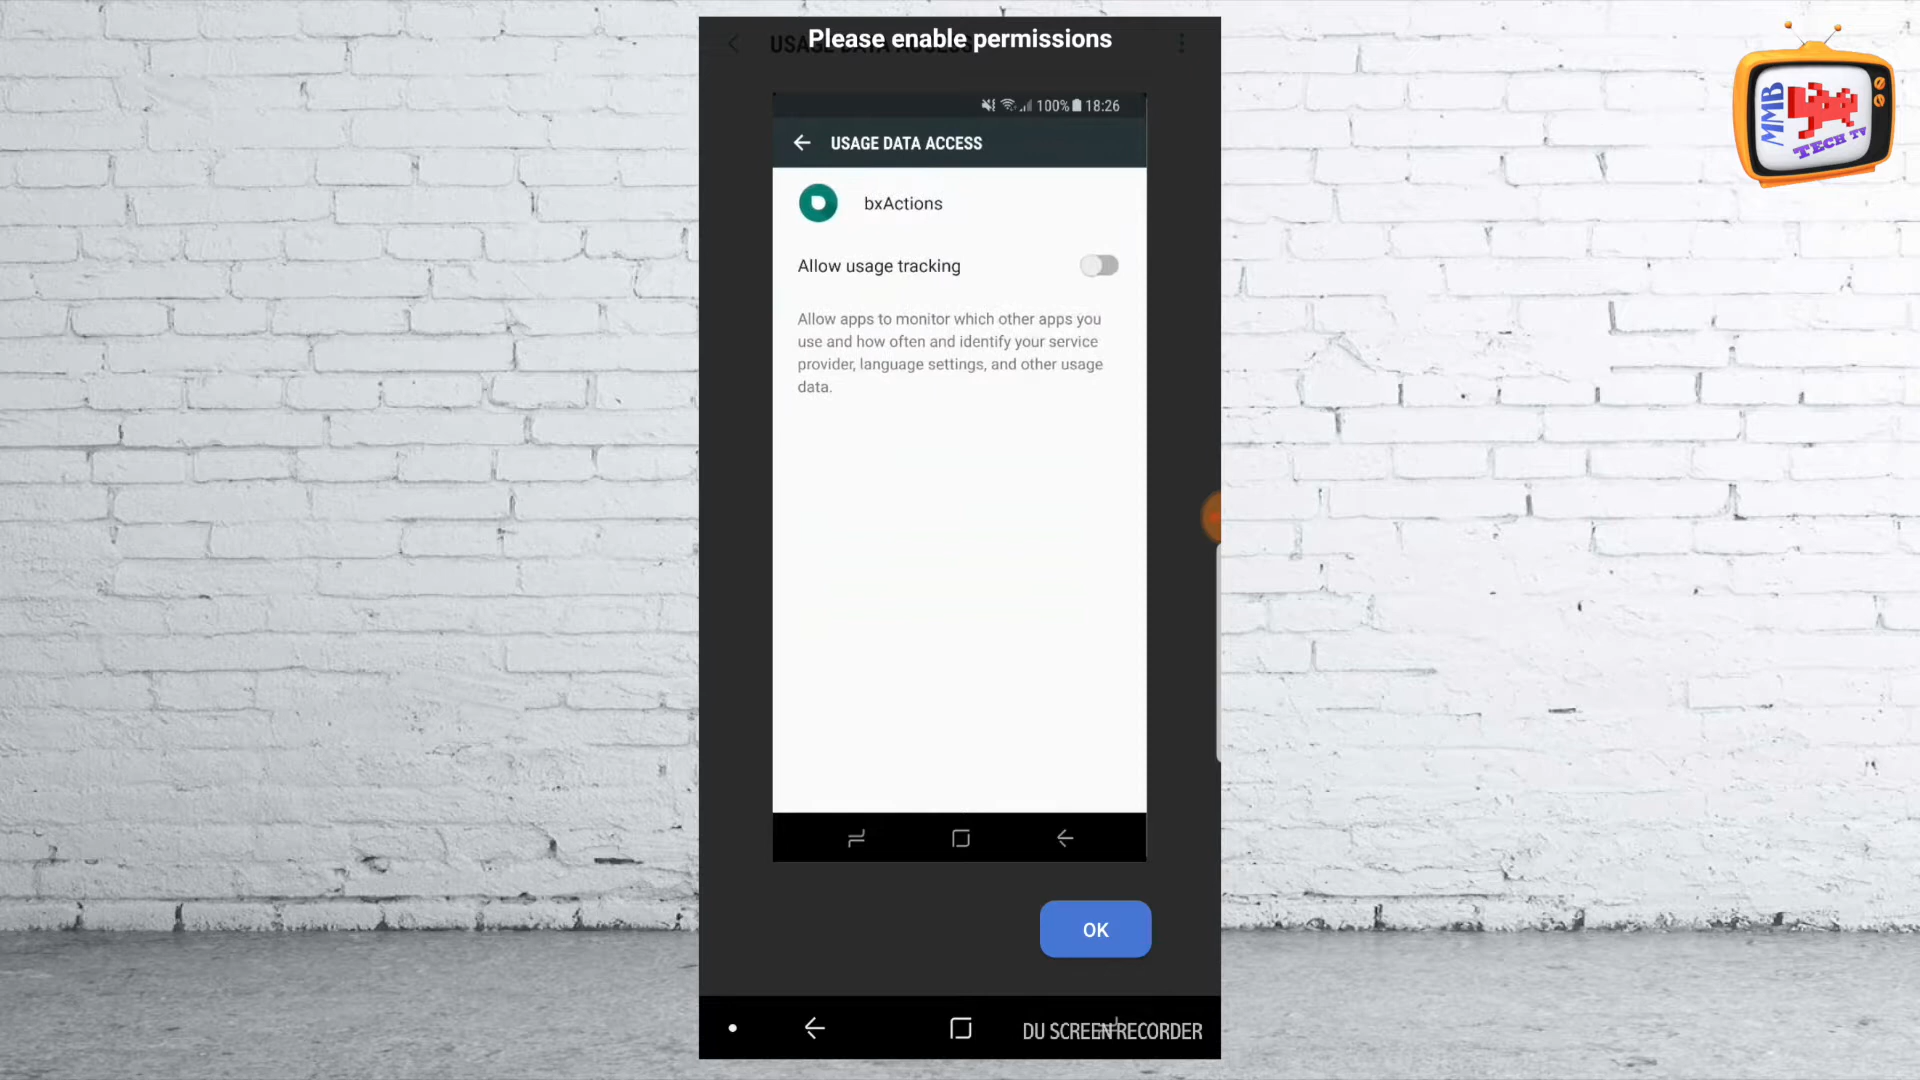 Please enable permissions
100% 18:26
USAGE DATA ACCESS
bxActions
Allow usage tracking
Allow apps to monitor which other apps you
use and how often and identify your service
provider, language settings, and other usage
data.
OK
DU SCREEN RECORDER
MMB
TECH TV